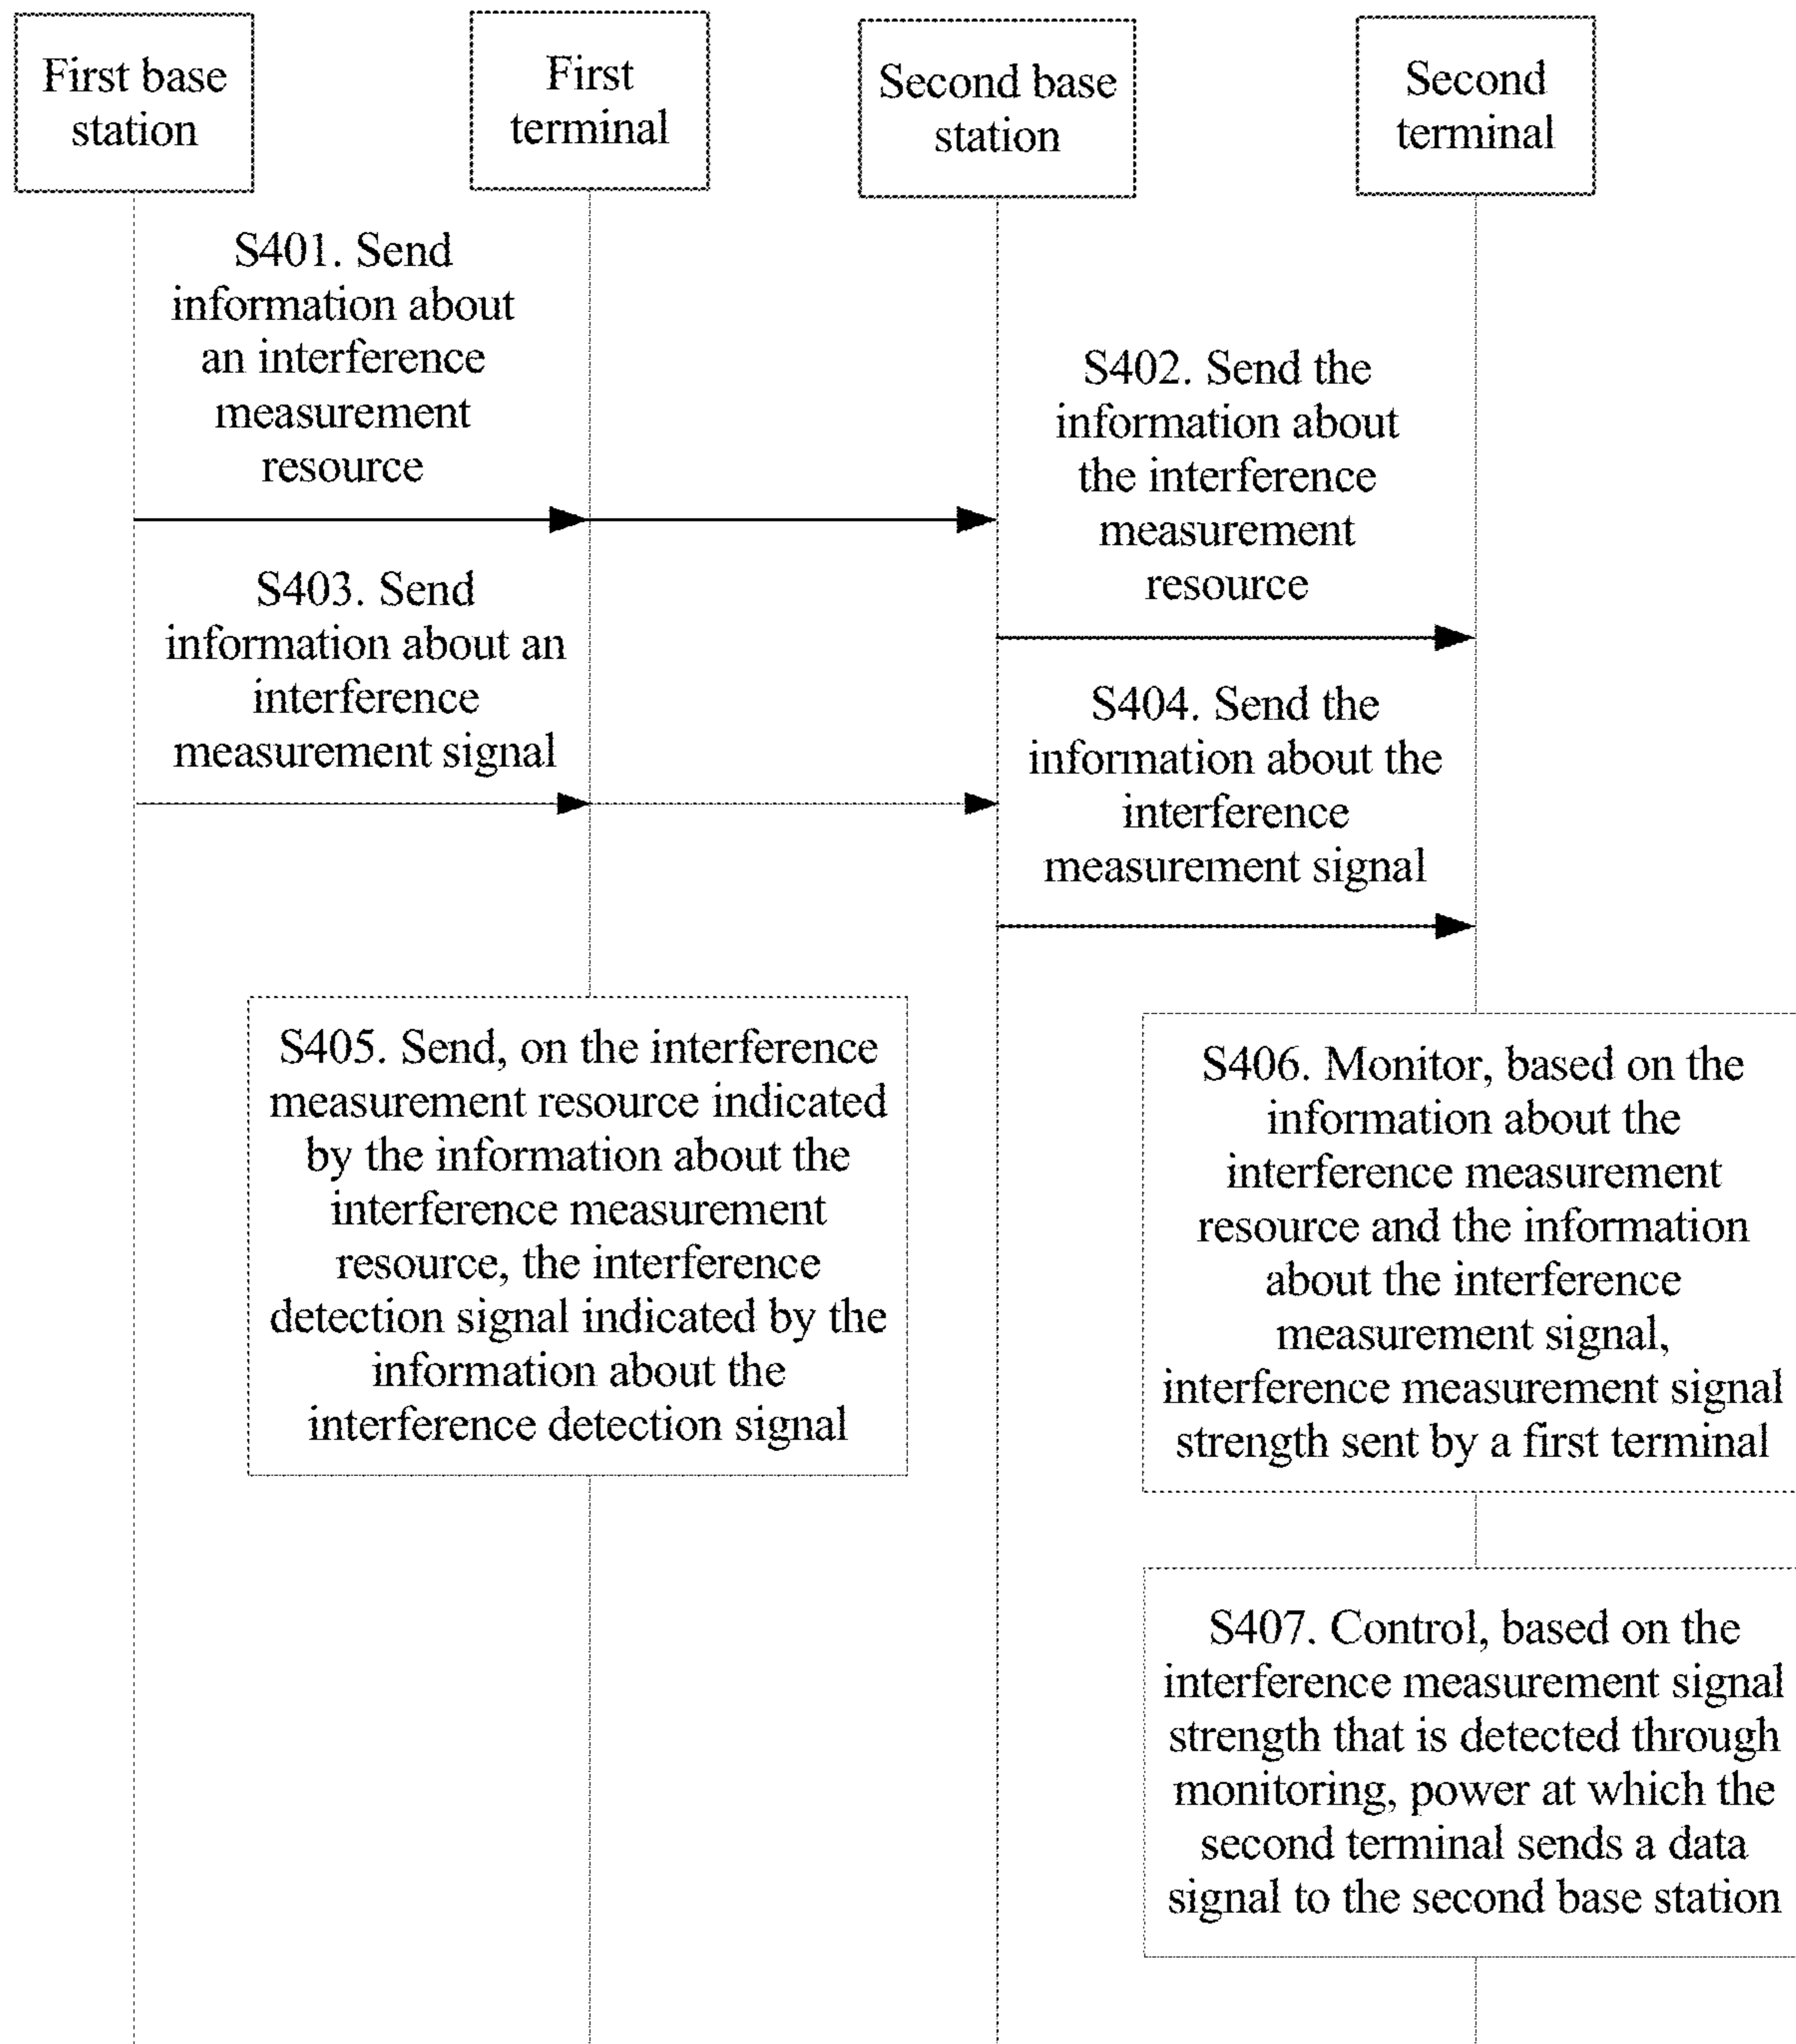 First base
station
First
terminal
Second base
station
Second
terminal
S401. Send
information about
an interference
measurement
resource
S402. Send the
information about
the interference
measurement
resource
S403. Send
information about an
interference
measurement signal
S404. Send the
information about the
interference
measurement signal
S405. Send, on the interference
measurement resource indicated
by the information about the
interference measurement
resource, the interference
detection signal indicated by the
information about the
interference detection signal
S406. Monitor, based on the
information about the
interference measurement
resource and the information
about the interference
measurement signal,
interference measurement signal
strength sent by a first terminal
S407. Control, based on the
interference measurement signal
strength that is detected through
monitoring, power at which the
second terminal sends a data
signal to the second base station